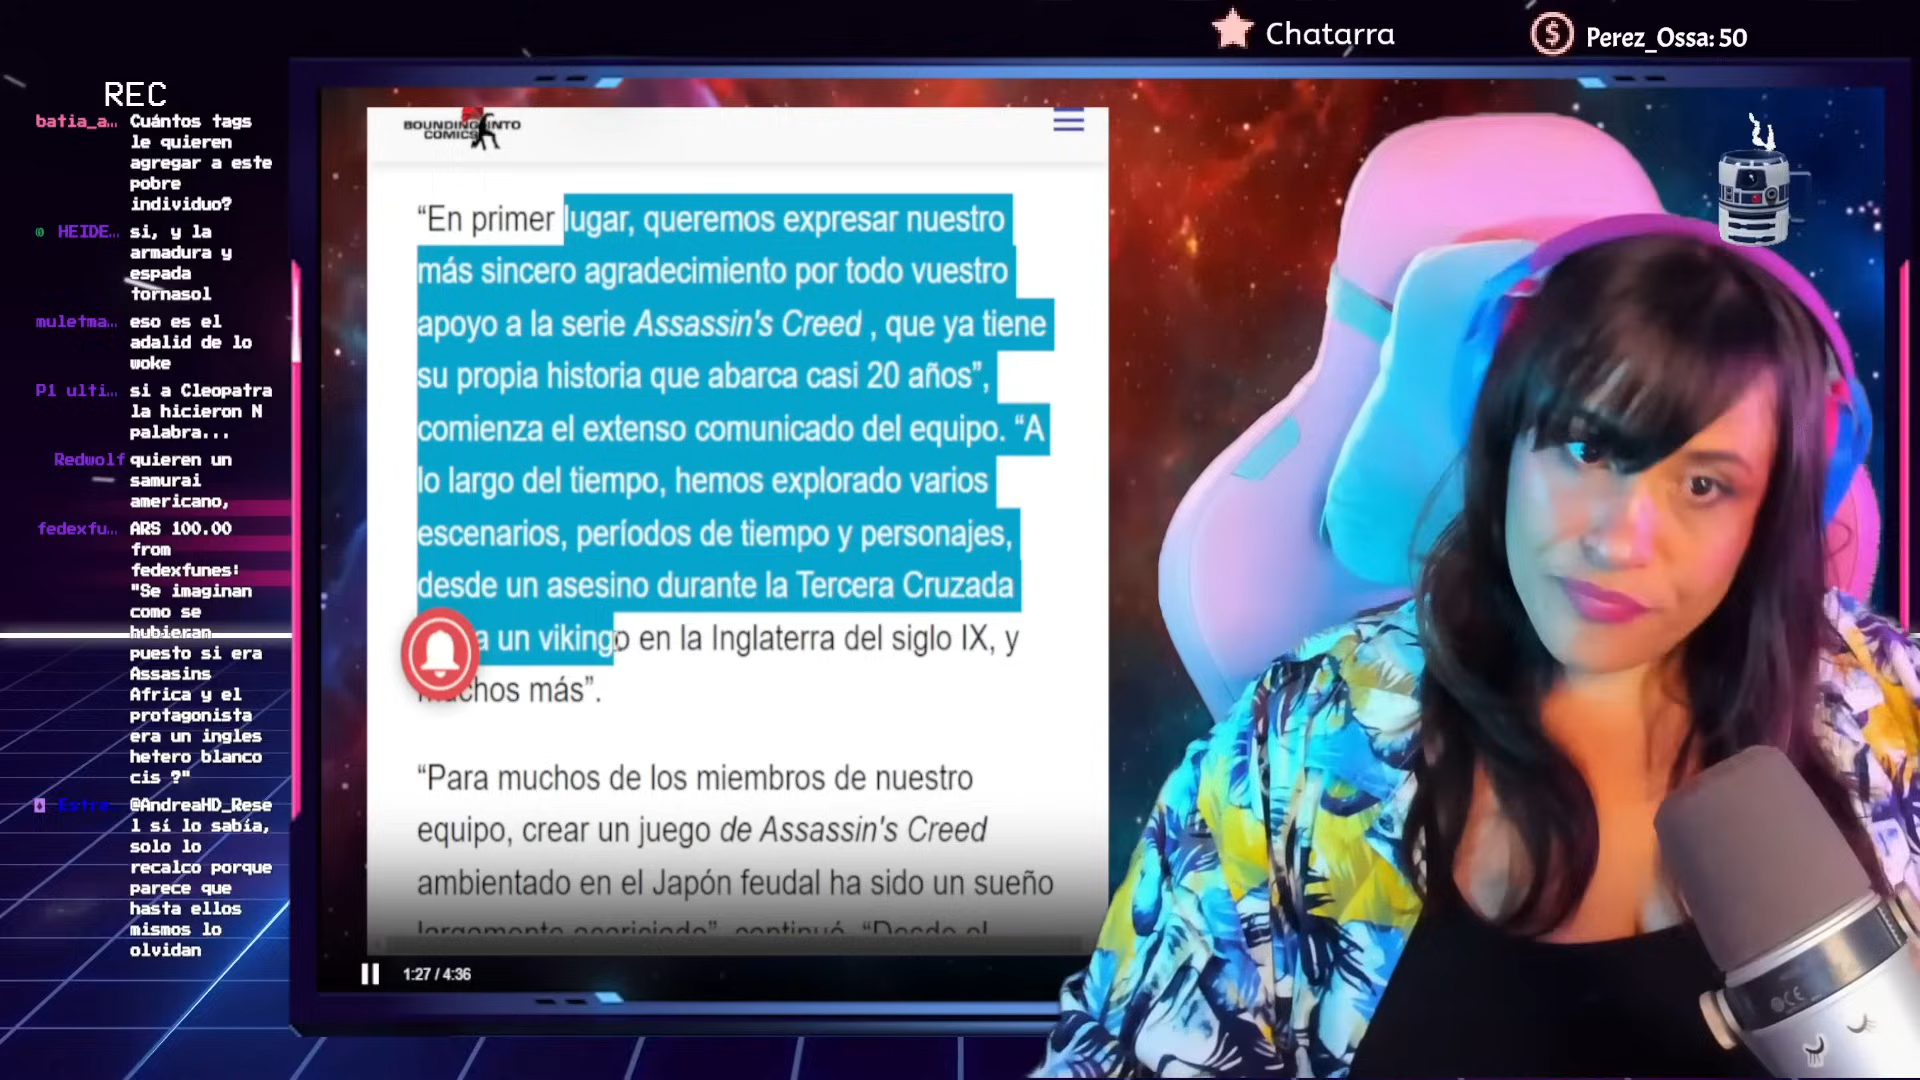 Chatarra
Perez_Ossa: 50
REC
batia_a… Cuántos tags
le quieren
agregar a este
pobre
individuo?
HEIDE… si, y la
armadura y
espada
tornasol
muletma… eso es el
adalid de lo
woke
P1 ulti… si a Cleopatra
la hicieron N
palabra...
Redwolf quieren un
samurai
americano,
fedexfu… ARS 100.00
from
fedexfunes:
"Se imaginan
como se
hubieran
puesto si era
Assasins
Africa y el
protagonista
era un ingles
hetero blanco
cis ?"
Estre @AndreaHD_Rese
l sí lo sabía,
solo lo
recalco porque
parece que
hasta ellos
mismos lo
olvidan
BOUNDING INTO
COMICS
“En primer lugar, queremos expresar nuestro
más sincero agradecimiento por todo vuestro
apoyo a la serie Assassin's Creed , que ya tiene
su propia historia que abarca casi 20 años”,
comienza el extenso comunicado del equipo. “A
lo largo del tiempo, hemos explorado varios
escenarios, períodos de tiempo y personajes,
desde un asesino durante la Tercera Cruzada
a un vikingo en la Inglaterra del siglo IX, y
muchos más”.
“Para muchos de los miembros de nuestro
equipo, crear un juego de Assassin's Creed
ambientado en el Japón feudal ha sido un sueño
largamente acariciado”, continuó. “Desde el
1:27 / 4:36